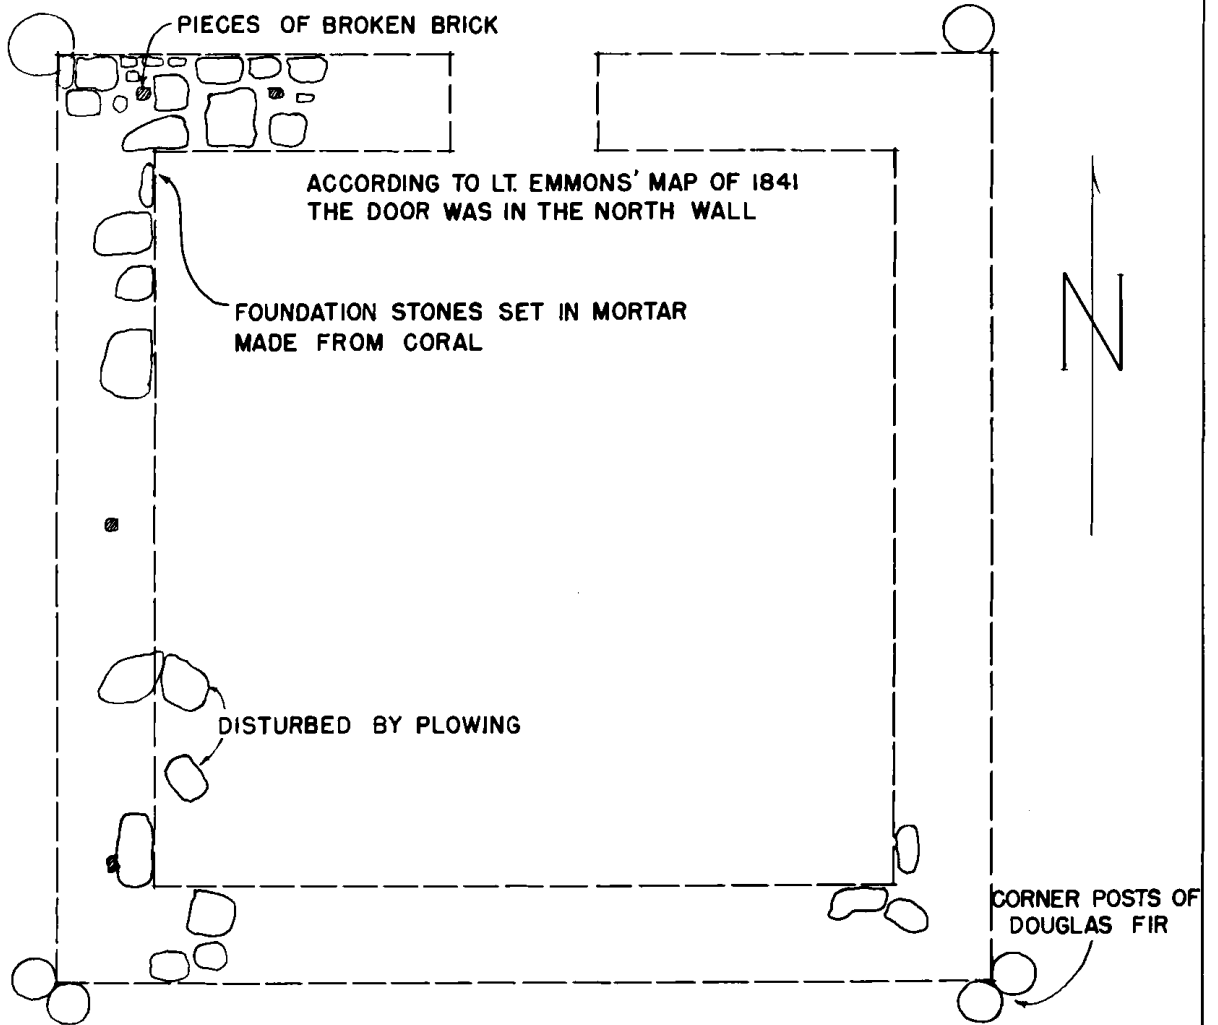 PIECES OF BROKEN BRICK
ACCORDING TO LT. EMMONS' MAP OF 1841
THE DOOR WAS IN THE NORTH WALL
FOUNDATION STONES SET IN MORTAR
MADE FROM CORAL
N
DISTURBED BY PLOWING
CORNER POSTS OF
DOUGLAS FIR